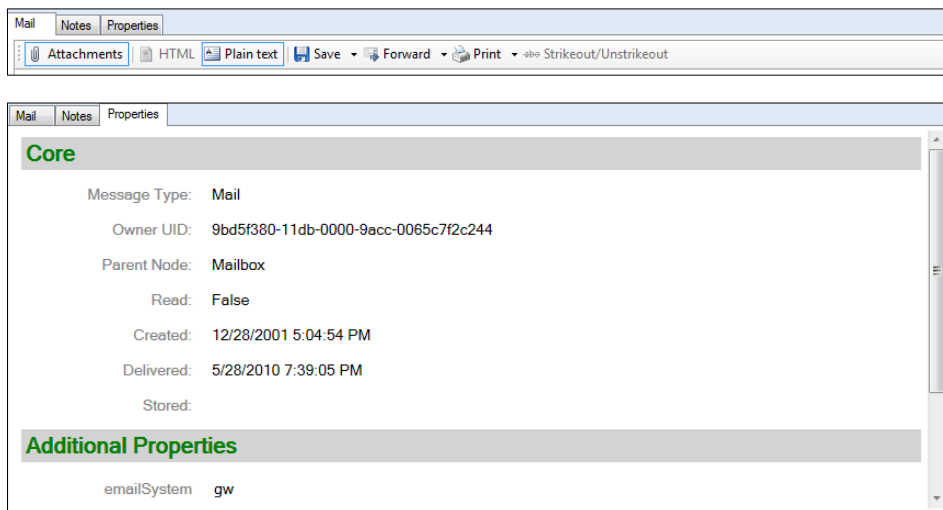 Mail Notes Properties
Attachments HTML Plain text Save Forward Print abc Strikeout/Unstrikeout
Mail Notes Properties
Core
Message Type: Mail
Owner UID: 9bd5f380-11db-0000-9acc-0065c7f2c244
Parent Node: Mailbox
Read: False
Created: 12/28/2001 5:04:54 PM
Delivered: 5/28/2010 7:39:05 PM
Stored:
Additional Properties
emailSystem gw